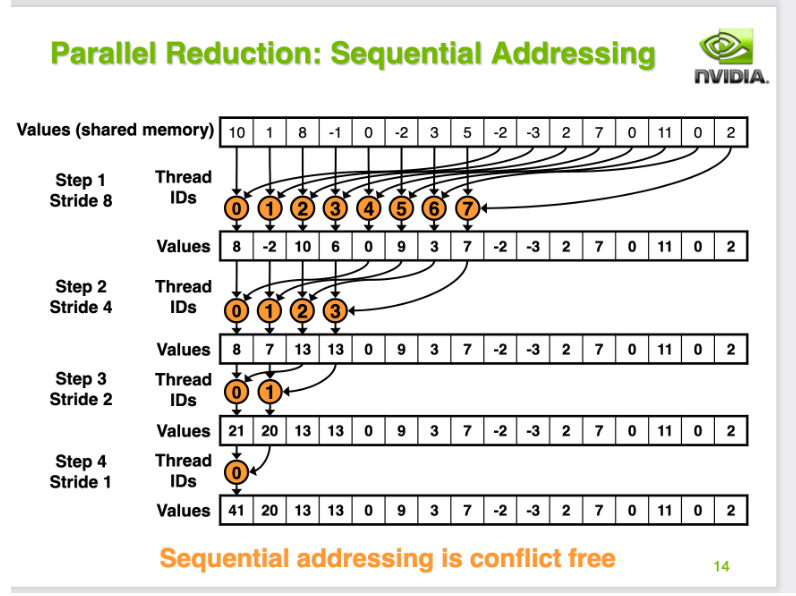 Parallel Reduction: Sequential Addressing
NVIDIA.
Values (shared memory) 10 1 8 -1 0 -2 3 5 -2 -3 2 7 0 11 0 2
Step 1 Thread
Stride 8 IDs
0 1 2 3 4 5 6 7
Values 8 -2 10 6 0 9 3 7 -2 -3 2 7 0 11 0 2
Step 2 Thread
Stride 4 IDs
0 1 2 3
Values 8 7 13 13 0 9 3 7 -2 -3 2 7 0 11 0 2
Step 3 Thread
Stride 2 IDs
0 1
Values 21 20 13 13 0 9 3 7 -2 -3 2 7 0 11 0 2
Step 4 Thread
Stride 1 IDs
0
Values 41 20 13 13 0 9 3 7 -2 -3 2 7 0 11 0 2
Sequential addressing is conflict free
14